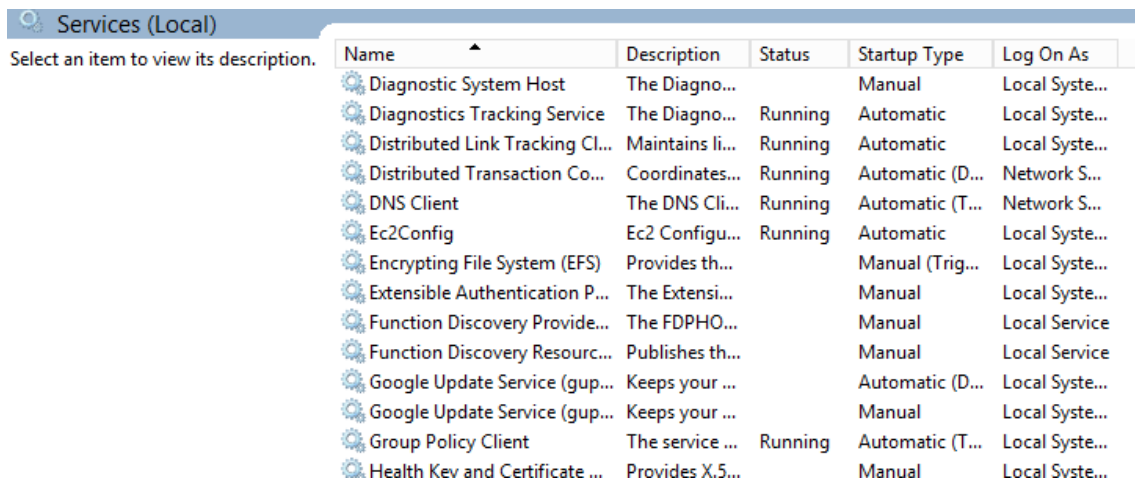 Services (Local)
Select an item to view its description.
Name Description Status Startup Type Log On As
Diagnostic System Host The Diagno... Manual Local Syste...
Diagnostics Tracking Service The Diagno... Running Automatic Local Syste...
Distributed Link Tracking Cl... Maintains li... Running Automatic Local Syste...
Distributed Transaction Co... Coordinates... Running Automatic (D... Network S...
DNS Client The DNS Cli... Running Automatic (T... Network S...
Ec2Config Ec2 Configu... Running Automatic Local Syste...
Encrypting File System (EFS) Provides th... Manual (Trig... Local Syste...
Extensible Authentication P... The Extensi... Manual Local Syste...
Function Discovery Provide... The FDPHO... Manual Local Service
Function Discovery Resourc... Publishes th... Manual Local Service
Google Update Service (gup... Keeps your ... Automatic (D... Local Syste...
Google Update Service (gup... Keeps your ... Manual Local Syste...
Group Policy Client The service ... Running Automatic (T... Local Syste...
Health Key and Certificate ... Provides X.5... Manual Local Syste...